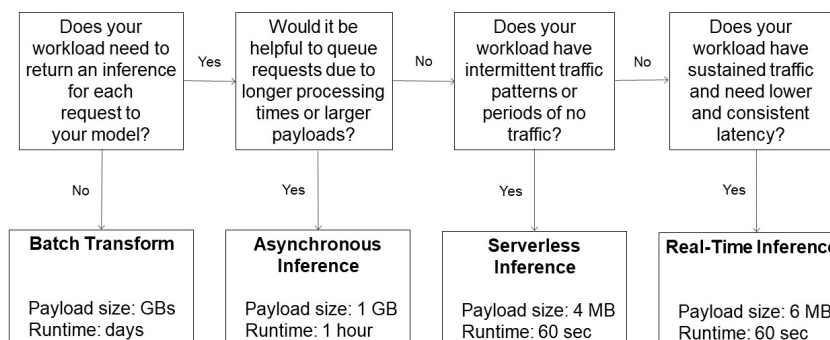 Does your
workload need to
return an inference
for each
request to
your model?
Yes
Would it be
helpful to queue
requests due to
longer processing
times or larger
payloads?
No
Does your
workload have
intermittent traffic
patterns or
periods of no
traffic?
No
Does your
workload have
sustained traffic
and need lower
and consistent
latency?
No
Yes
Yes
Yes
Batch Transform
Payload size: GBs
Runtime: days
Asynchronous
Inference
Payload size: 1 GB
Runtime: 1 hour
Serverless
Inference
Payload size: 4 MB
Runtime: 60 sec
Real-Time Inference
Payload size: 6 MB
Runtime: 60 sec